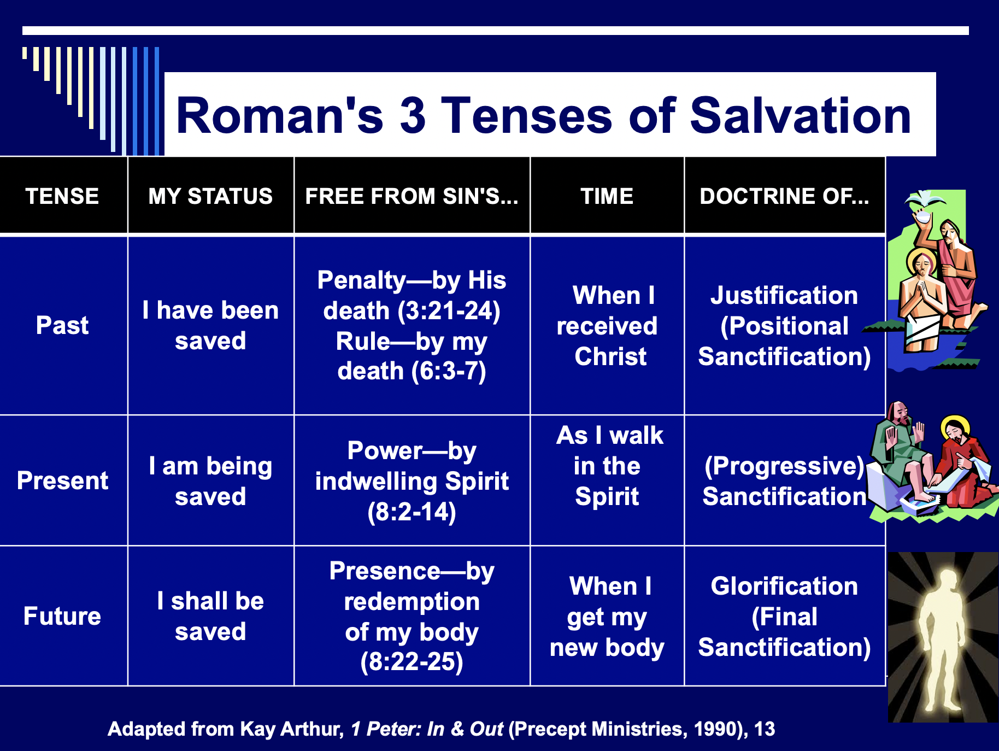 Roman's 3 Tenses of Salvation
TENSE
MY STATUS
FREE FROM SIN'S...
TIME
DOCTRINE OF...
Past
I have been
saved
Penalty—by His
death (3:21-24)
Rule—by my
death (6:3-7)
When I
received
Christ
Justification
(Positional
Sanctification)
Present
I am being
saved
Power—by
indwelling Spirit
(8:2-14)
As I walk
in the
Spirit
(Progressive)
Sanctification
Future
I shall be
saved
Presence—by
redemption
of my body
(8:22-25)
When I
get my
new body
Glorification
(Final
Sanctification)
Adapted from Kay Arthur, 1 Peter: In & Out (Precept Ministries, 1990), 13